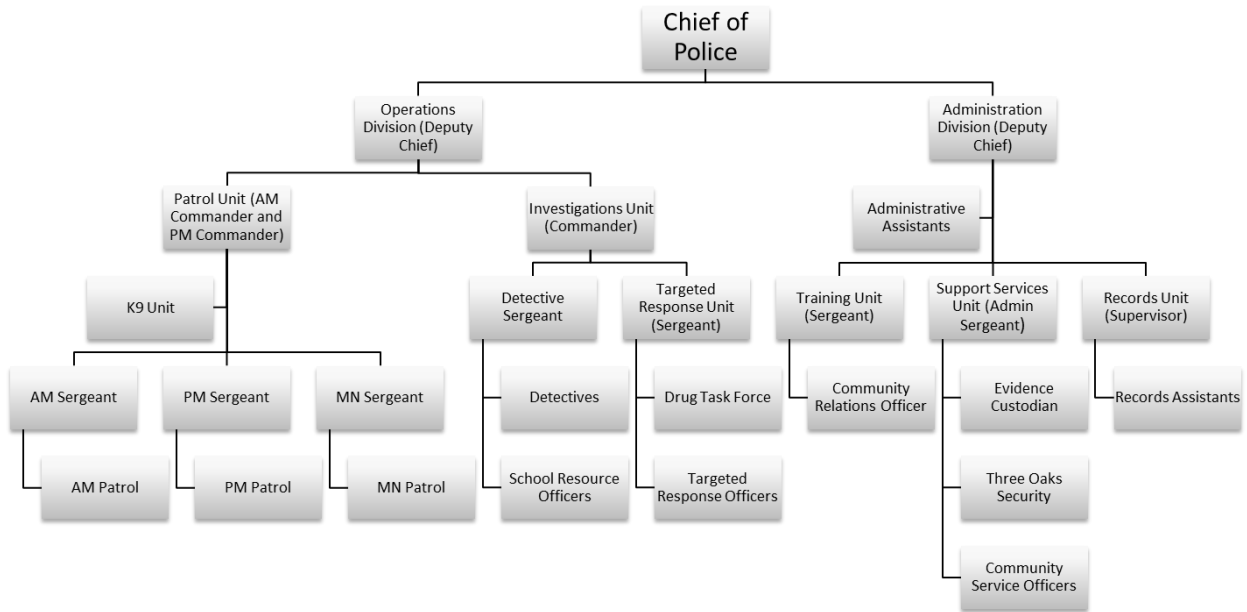 Chief of
Police
Operations
Division (Deputy
Chief)
Administration
Division (Deputy
Chief)
Patrol Unit (AM
Commander and
PM Commander)
Investigations Unit
(Commander)
Administrative
Assistants
K9 Unit
Detective
Sergeant
Targeted
Response Unit
(Sergeant)
Training Unit
(Sergeant)
Support Services
Unit (Admin
Sergeant)
Records Unit
(Supervisor)
AM Sergeant
PM Sergeant
MN Sergeant
Detectives
Drug Task Force
Community
Relations Officer
Evidence
Custodian
Records Assistants
AM Patrol
PM Patrol
MN Patrol
School Resource
Officers
Targeted
Response Officers
Three Oaks
Security
Community
Service Officers